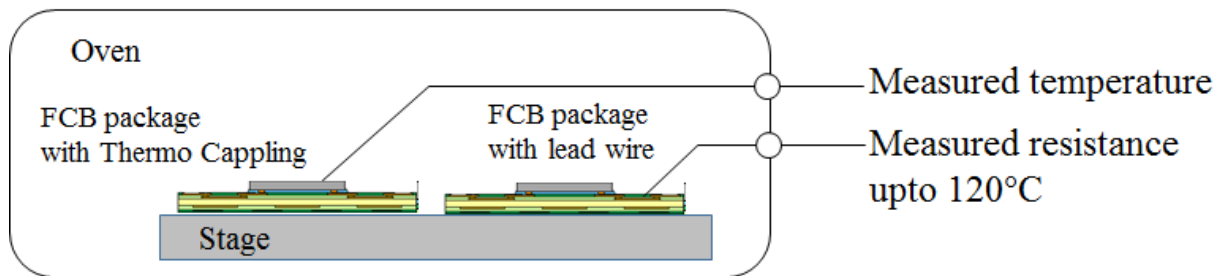 Oven
Measured temperature
FCB package
with Thermo Cappling
FCB package
with lead wire
Measured resistance
upto 120°C
Stage